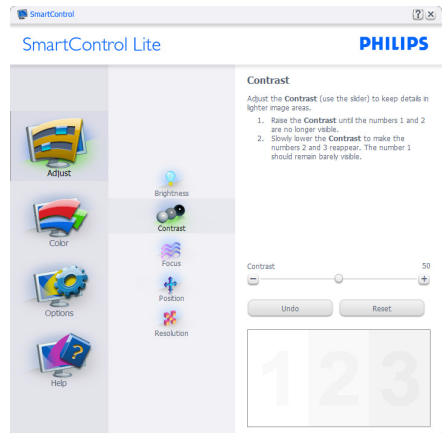 SmartControl
SmartControl Lite
PHILIPS
Adjust
Color
Options
Help
Brightness
Contrast
Focus
Position
Resolution
Contrast
Adjust the Contrast (use the slider) to keep details in
lighter image areas.
1. Raise the Contrast until the numbers 1 and 2
are no longer visible.
2. Slowly lower the Contrast to make the
numbers 2 and 3 reappear. The number 1
should remain barely visible.
Contrast 50
Undo Reset
1 2 3